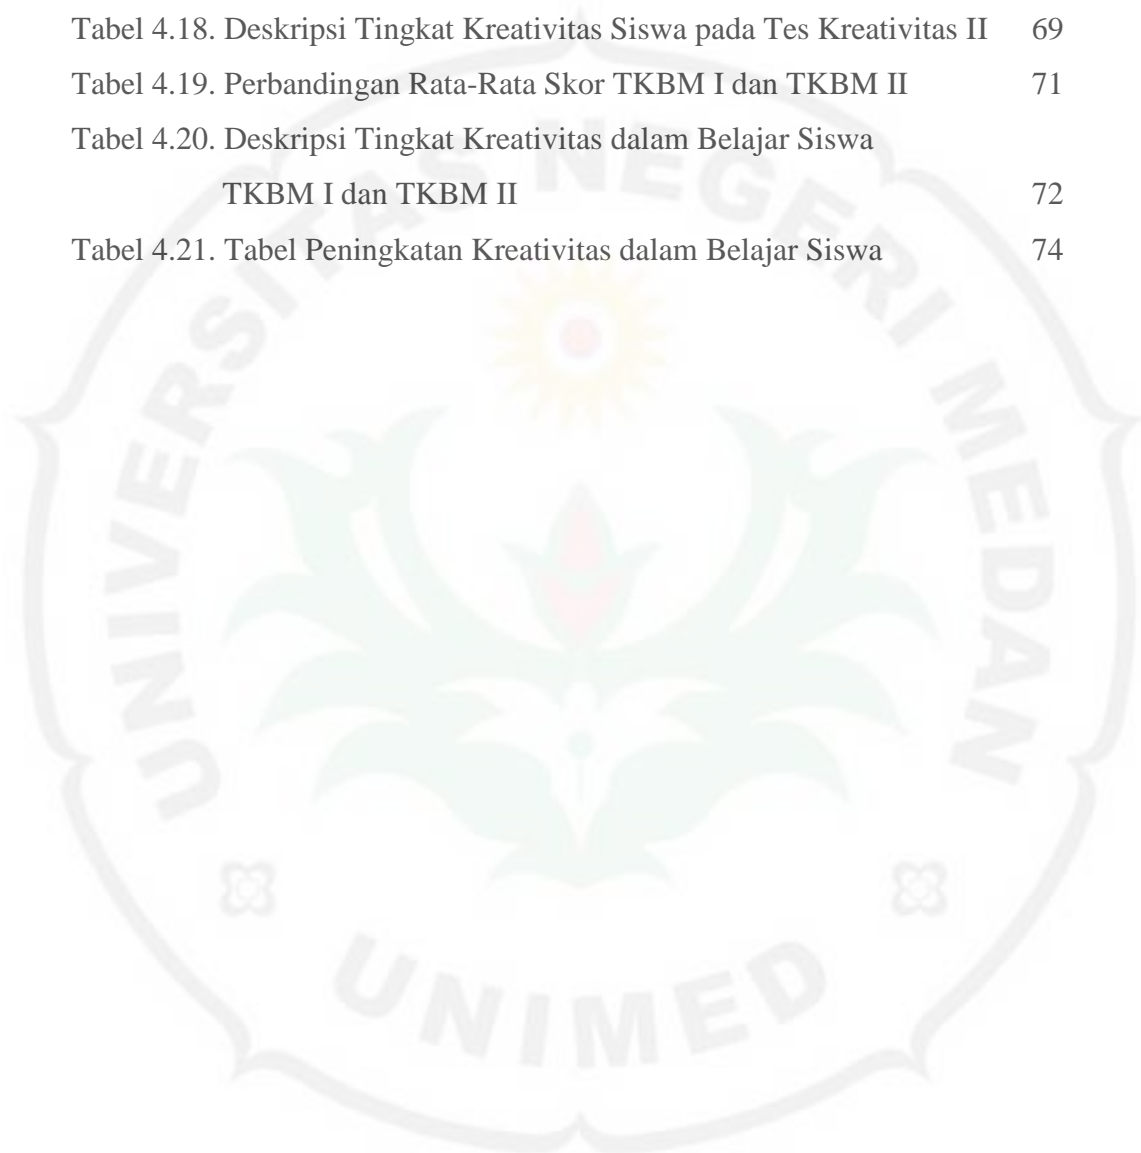 Tabel 4.18. Deskripsi Tingkat Kreativitas Siswa pada Tes Kreativitas II 69
Tabel 4.19. Perbandingan Rata-Rata Skor TKBM I dan TKBM II 71
Tabel 4.20. Deskripsi Tingkat Kreativitas dalam Belajar Siswa
TKBM I dan TKBM II 72
Tabel 4.21. Tabel Peningkatan Kreativitas dalam Belajar Siswa 74
UNIVERSITAS NEGERI MEDAN
UNIMED